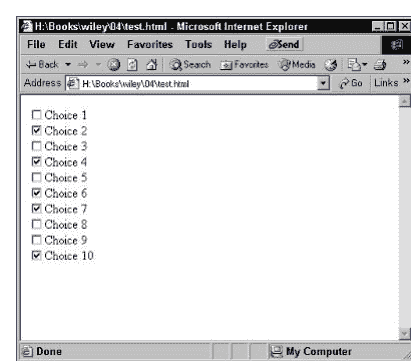 H:\Books\wiley\04\test.html - Microsoft Internet Explorer
File Edit View Favorites Tools Help Send
Back Search Favorites Media
Address H:\Books\wiley\04\test.html Go Links
Choice 1
Choice 2
Choice 3
Choice 4
Choice 5
Choice 6
Choice 7
Choice 8
Choice 9
Choice 10
Done My Computer